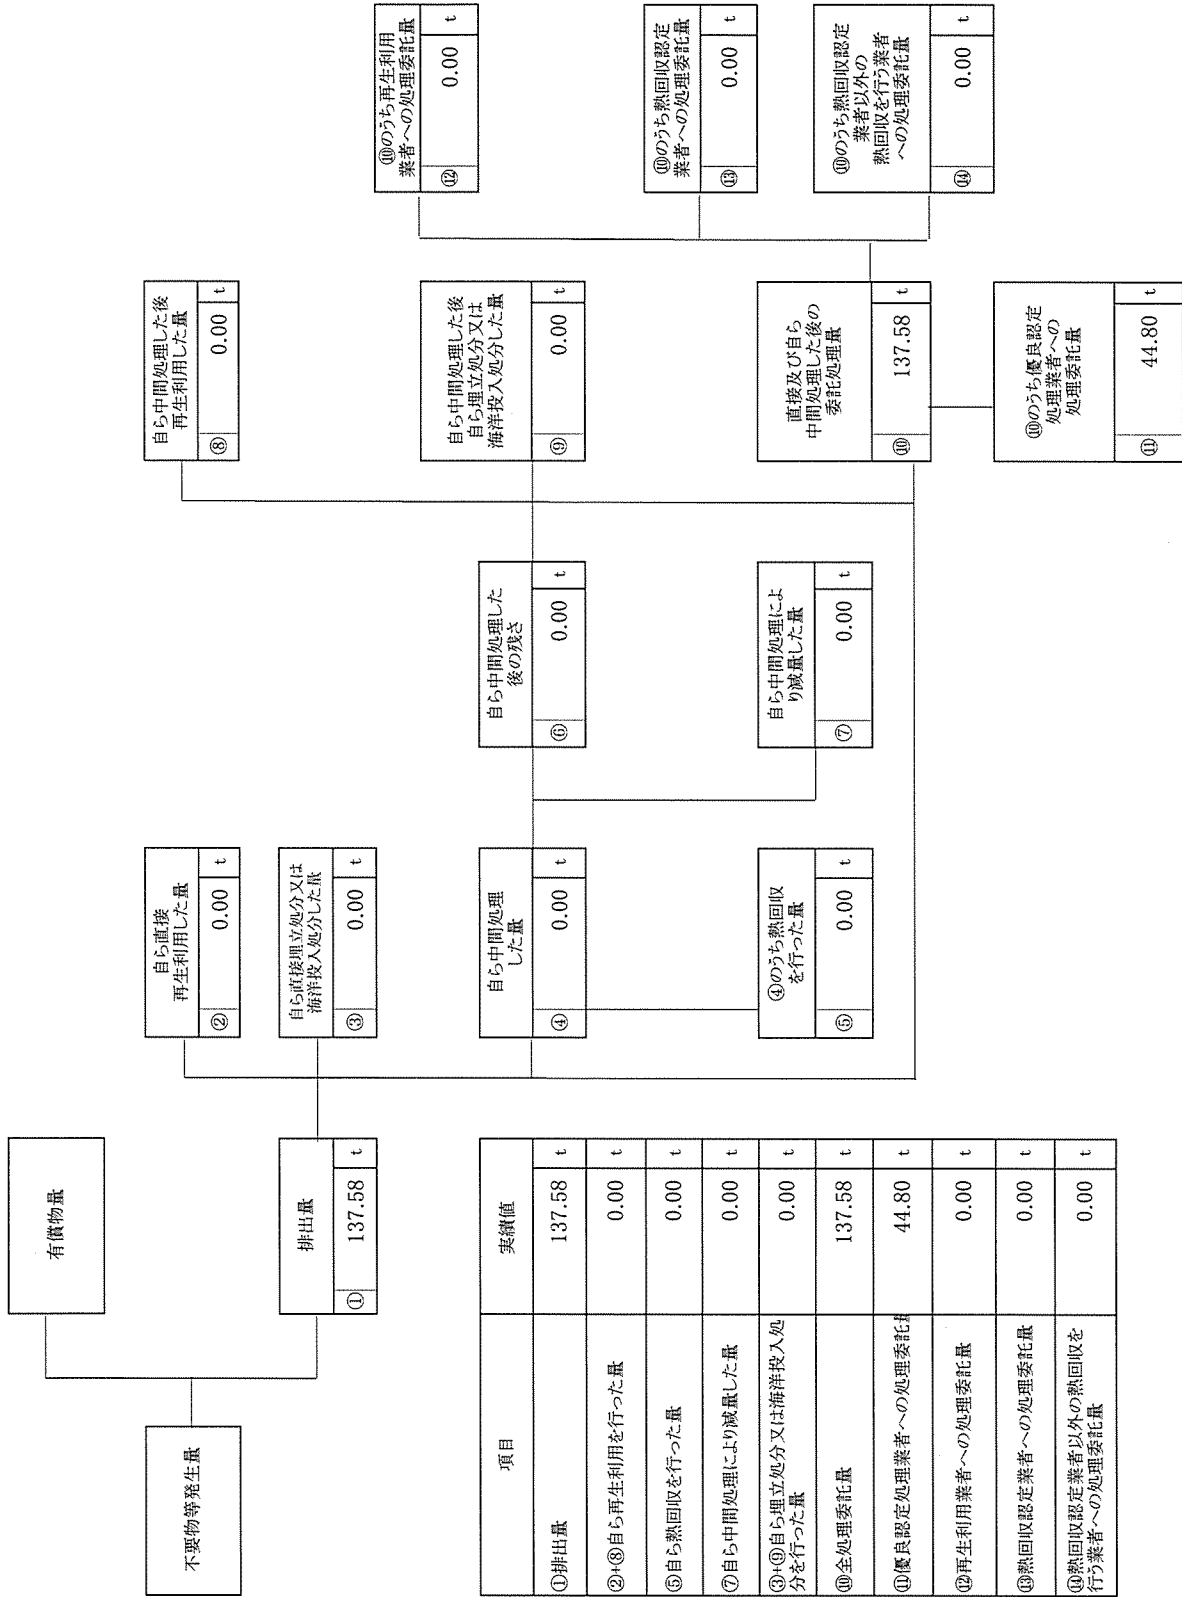 有償物量
不要物等発生量
排出量
① 137.58 t
自ら直接
再生利用した量
② 0.00 t
自ら直接埋立処分又は
海洋投入処分した量
③ 0.00 t
自ら中間処理
した量
④ 0.00 t
④のうち熱回収
を行った量
⑤ 0.00 t
自ら中間処理した
後の残さ
⑥ 0.00 t
自ら中間処理によ
り減量した量
⑦ 0.00 t
自ら中間処理した後
再生利用した量
⑧ 0.00 t
自ら中間処理した後
自ら埋立処分又は
海洋投入処分した量
⑨ 0.00 t
直接及び自ら
中間処理した後の
委託処理量
⑩ 137.58 t
⑩のうち優良認定
処理業者への
処理委託量
⑪ 44.80 t
⑩のうち再生利用
業者への処理委託量
⑫ 0.00 t
⑩のうち熱回収認定
業者への処理委託量
⑬ 0.00 t
⑩のうち熱回収認定
業者以外の
熱回収を行う業者
への処理委託量
⑭ 0.00 t
項目 実績値
①排出量 137.58 t
②+⑧自ら再生利用を行った量 0.00 t
⑤自ら熱回収を行った量 0.00 t
⑦自ら中間処理により減量した量 0.00 t
③+⑨自ら埋立処分又は海洋投入処
分を行った量 0.00 t
⑩全処理委託量 137.58 t
⑪優良認定処理業者への処理委託量 44.80 t
⑫再生利用業者への処理委託量 0.00 t
⑬熱回収認定業者への処理委託量 0.00 t
⑭熱回収認定業者以外の熱回収を
行う業者への処理委託量 0.00 t